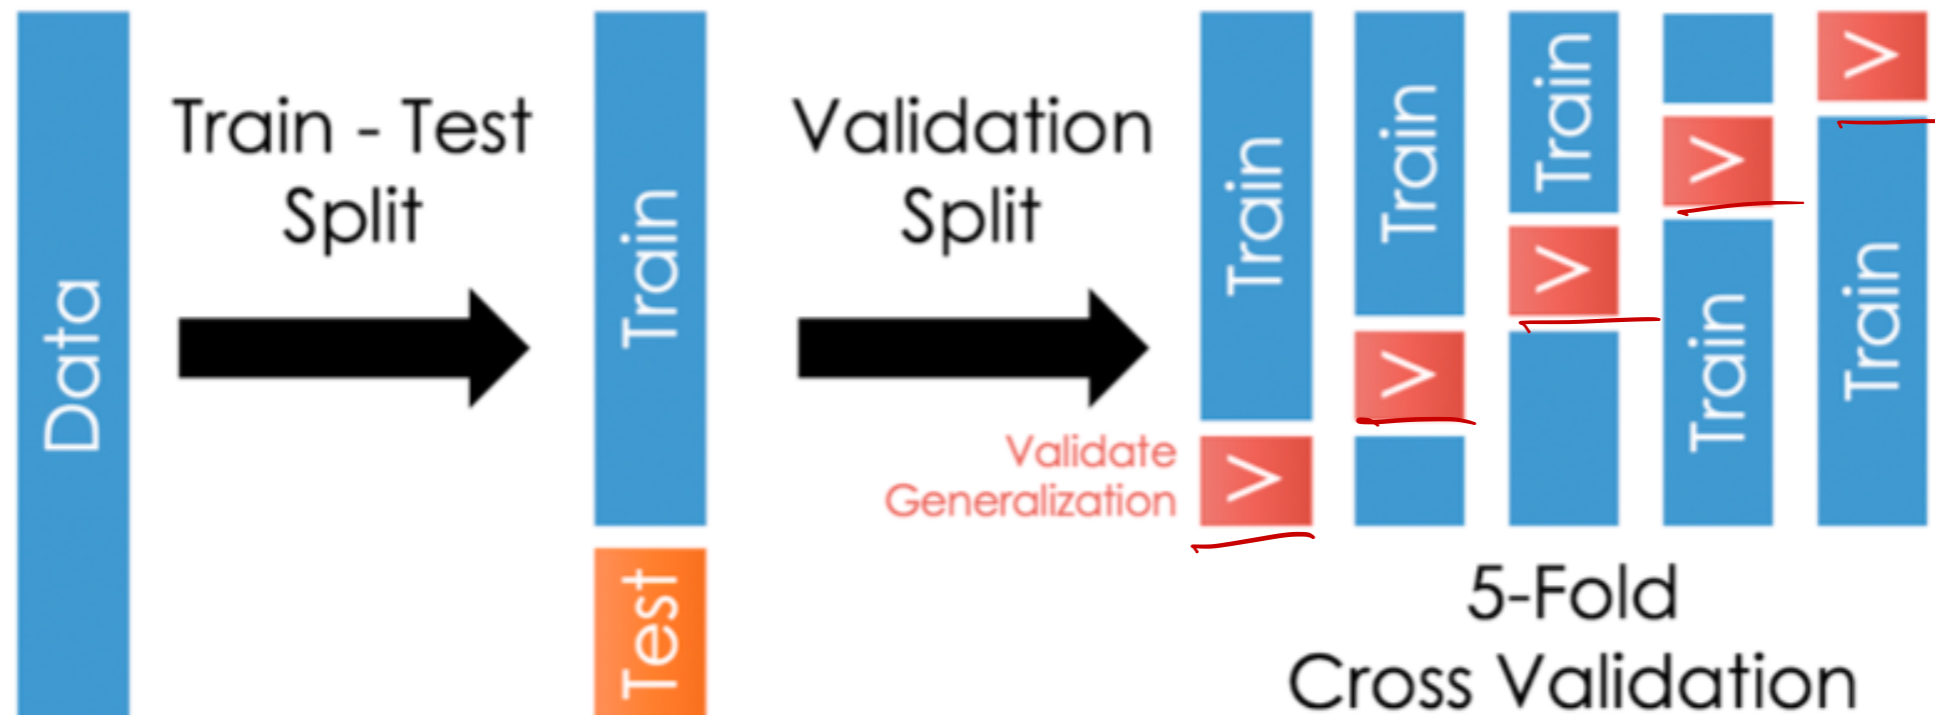 Data
Train - Test
Split
Train
Test
Validation
Split
Validate
Generalization
Train
V
Train
V
Train
V
V
Train
V
Train
5-Fold
Cross Validation